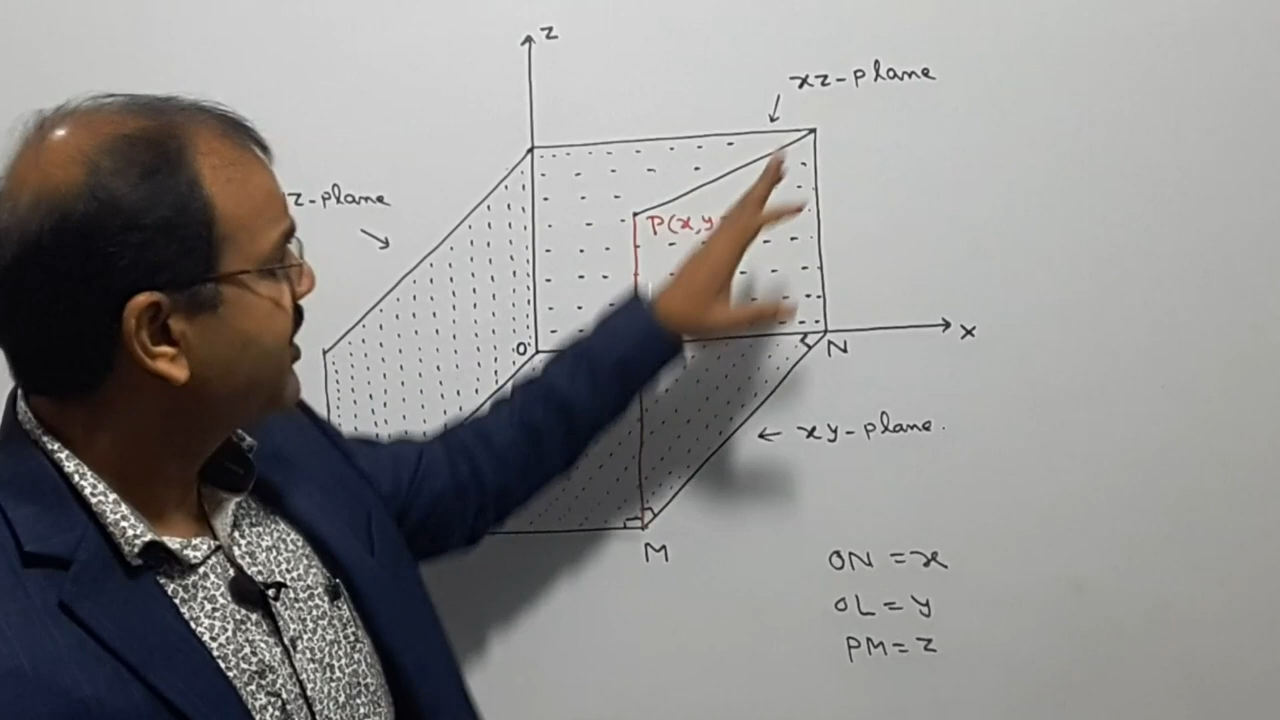 z
xz-plane
z-plane
P(x,y
O
N
x
← xy-plane.
M
ON = x
OL = y
PM = z